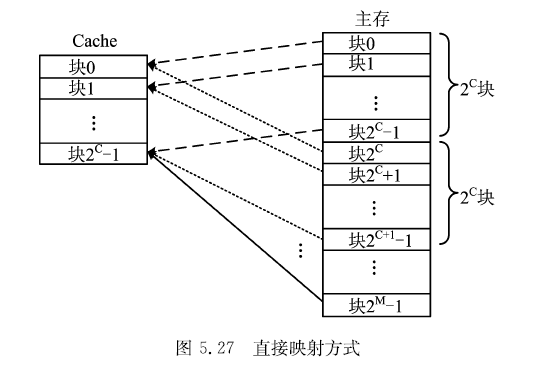 Cache
块0
块1
⋮
块2^C-1
主存
块0
块1
⋮
块2^C-1
块2^C
块2^C+1
⋮
块2^{C+1}-1
⋮
块2^M-1
2^C块
2^C块
⋮
图 5.27 直接映射方式